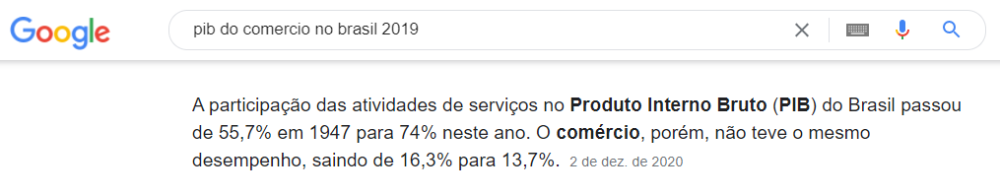 Google
pib do comercio no brasil 2019
A participação das atividades de serviços no Produto Interno Bruto (PIB) do Brasil passou
de 55,7% em 1947 para 74% neste ano. O comércio, porém, não teve o mesmo
desempenho, saindo de 16,3% para 13,7%. 2 de dez. de 2020